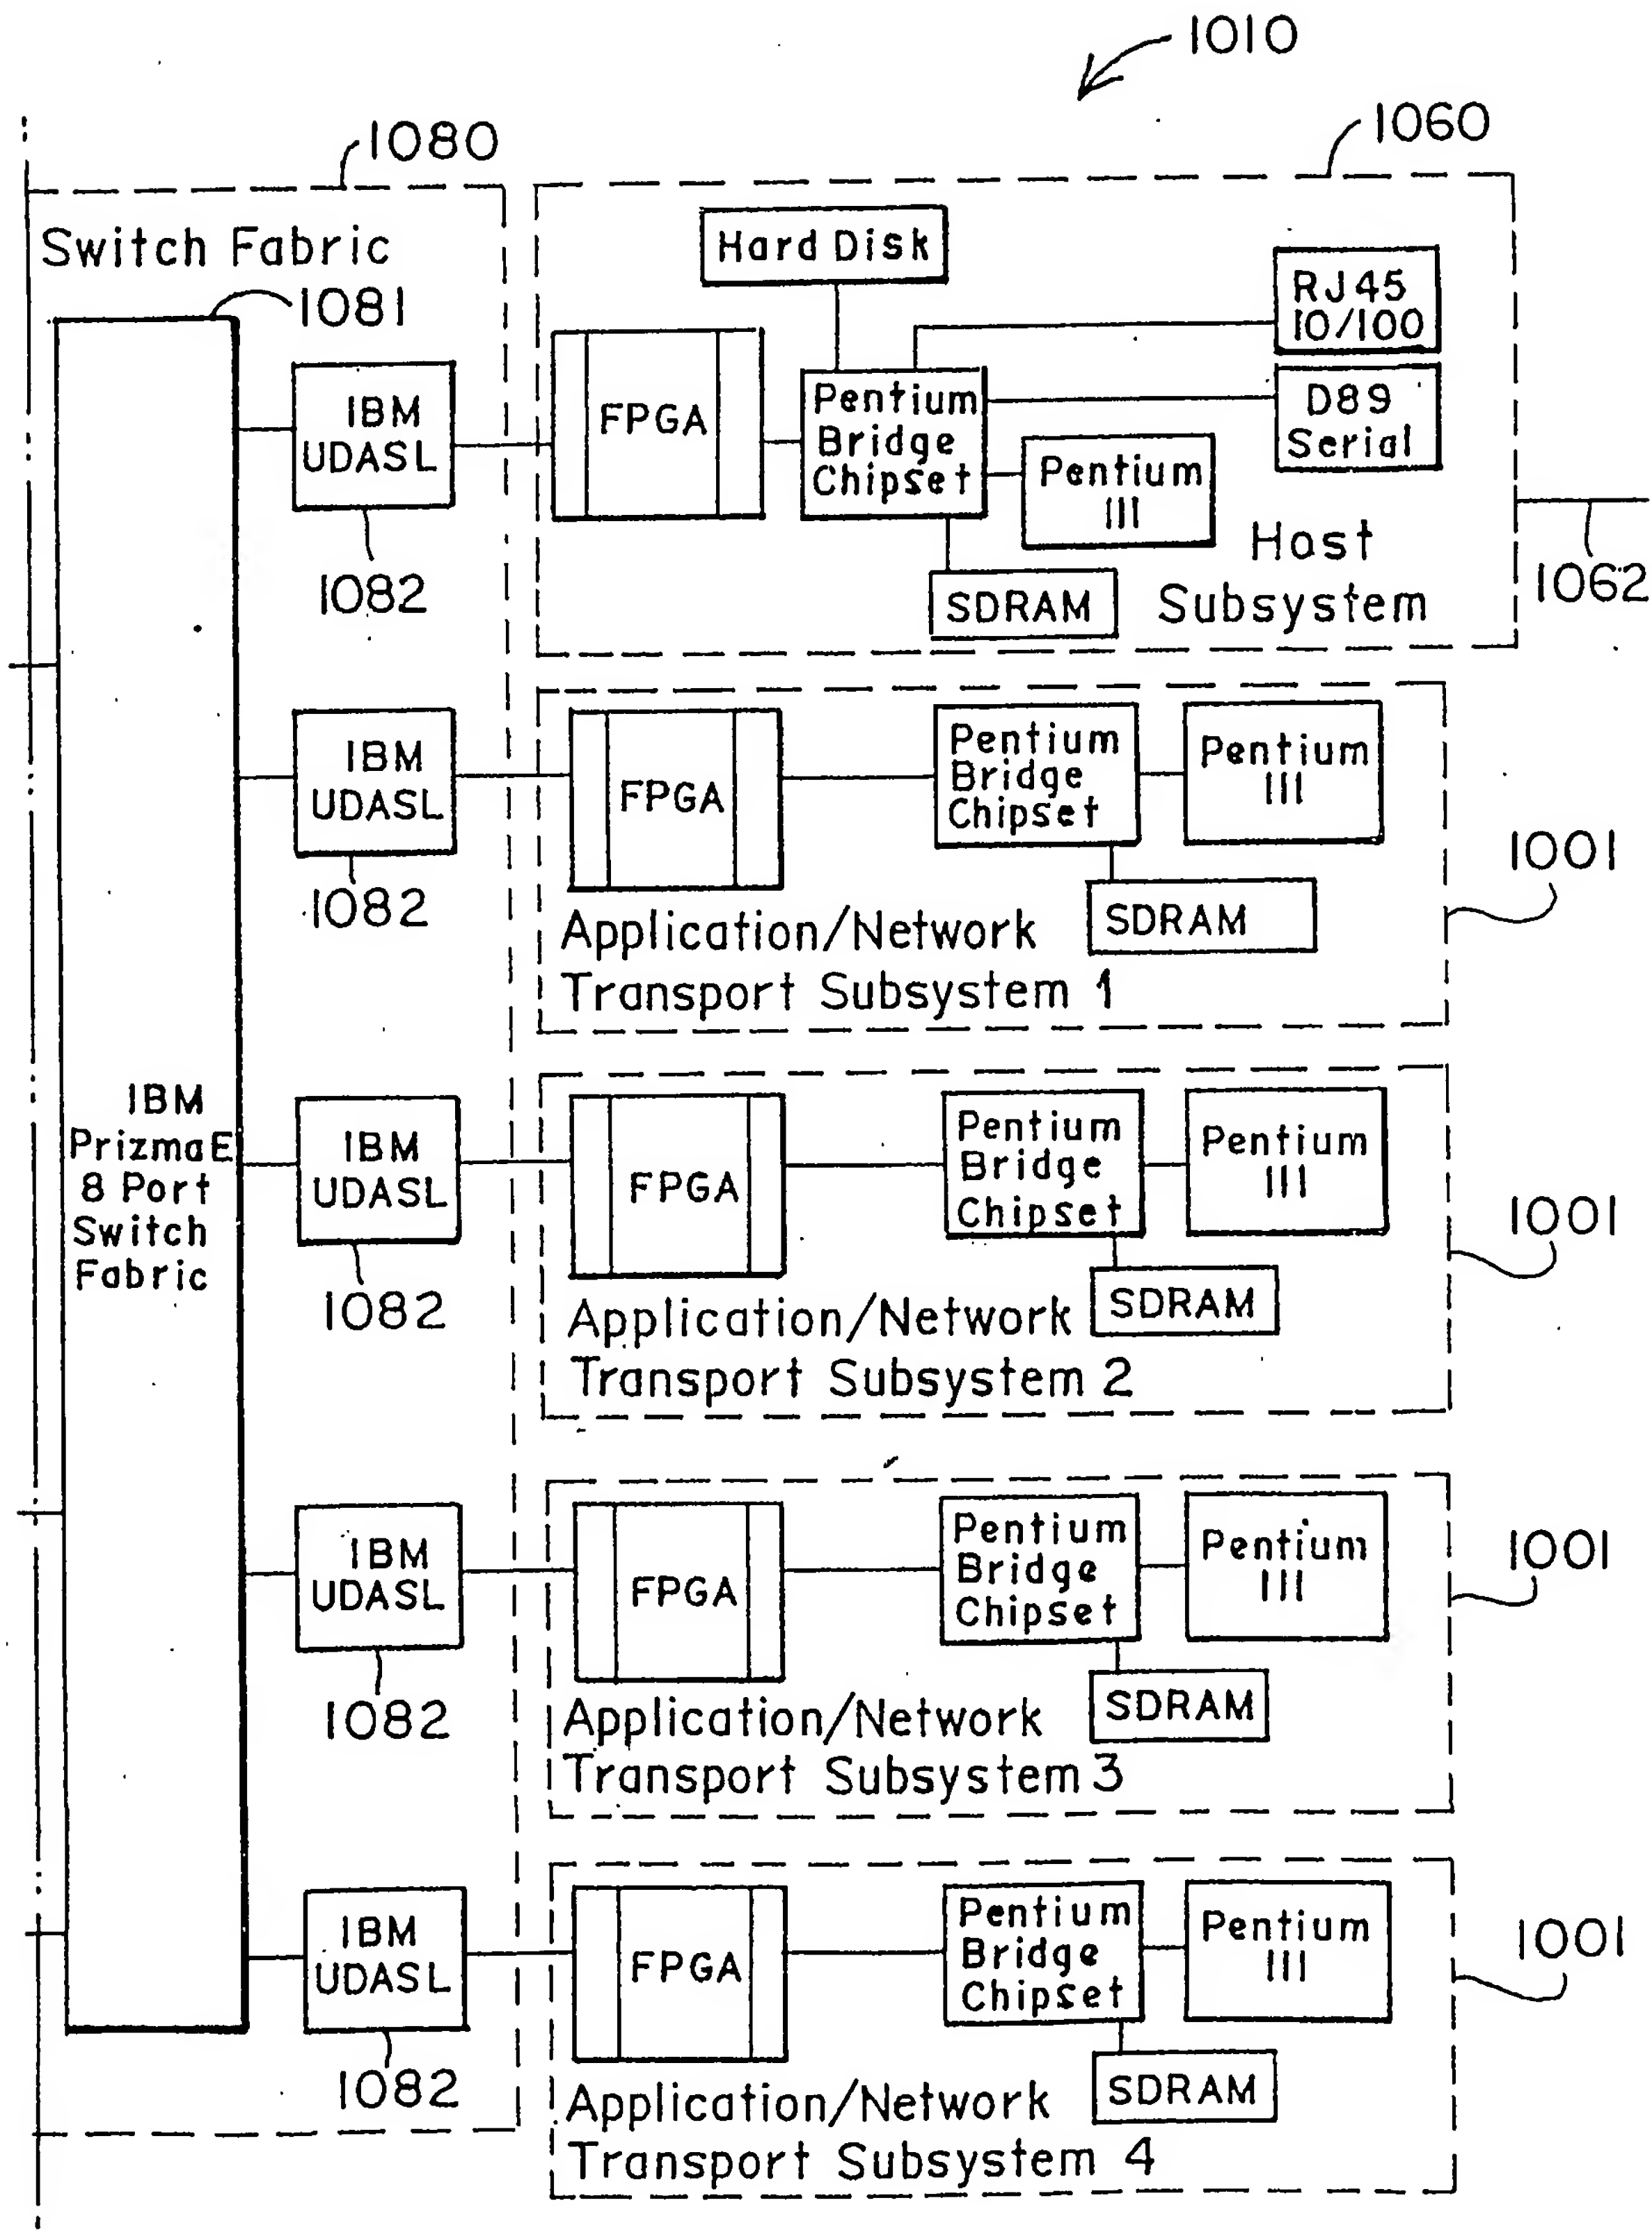 1010
1080
1060
Switch Fabric
1081
Hard Disk
RJ45
10/100
IBM
UDASL
FPGA
Pentium
Bridge
Chipset
D89
Serial
Pentium
III
Host
Subsystem
SDRAM
1082
1062
IBM
UDASL
FPGA
Pentium
Bridge
Chipset
Pentium
III
1001
1082
SDRAM
Application/Network
Transport Subsystem 1
IBM
PrizmaE
8 Port
Switch
Fabric
IBM
UDASL
FPGA
Pentium
Bridge
Chipset
Pentium
III
1001
1082
SDRAM
Application/Network
Transport Subsystem 2
IBM
UDASL
FPGA
Pentium
Bridge
Chipset
Pentium
III
1001
1082
SDRAM
Application/Network
Transport Subsystem 3
IBM
UDASL
FPGA
Pentium
Bridge
Chipset
Pentium
III
1001
1082
SDRAM
Application/Network
Transport Subsystem 4